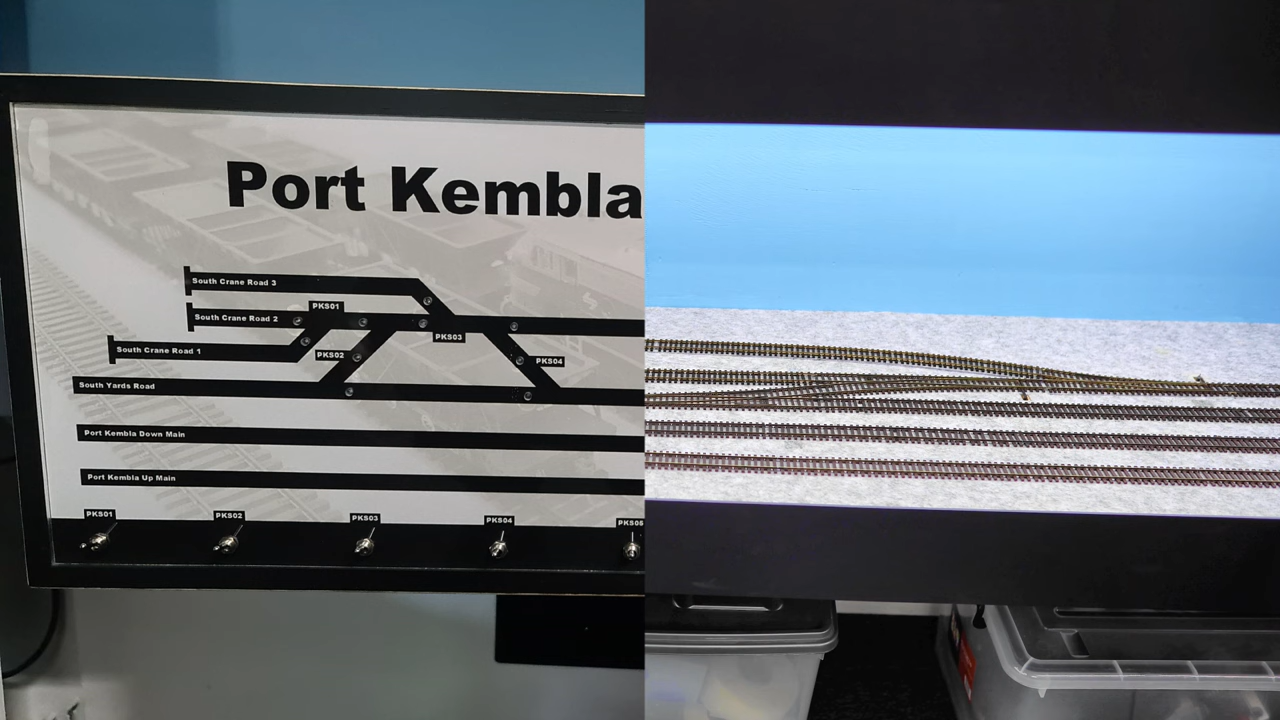 Port Kembla
South Crane Road 3
PKS01
South Crane Road 2
PKS03
South Crane Road 1
PKS02
PKS04
South Yards Road
Port Kembla Down Main
Port Kembla Up Main
PKS01
PKS02
PKS03
PKS04
PKS05